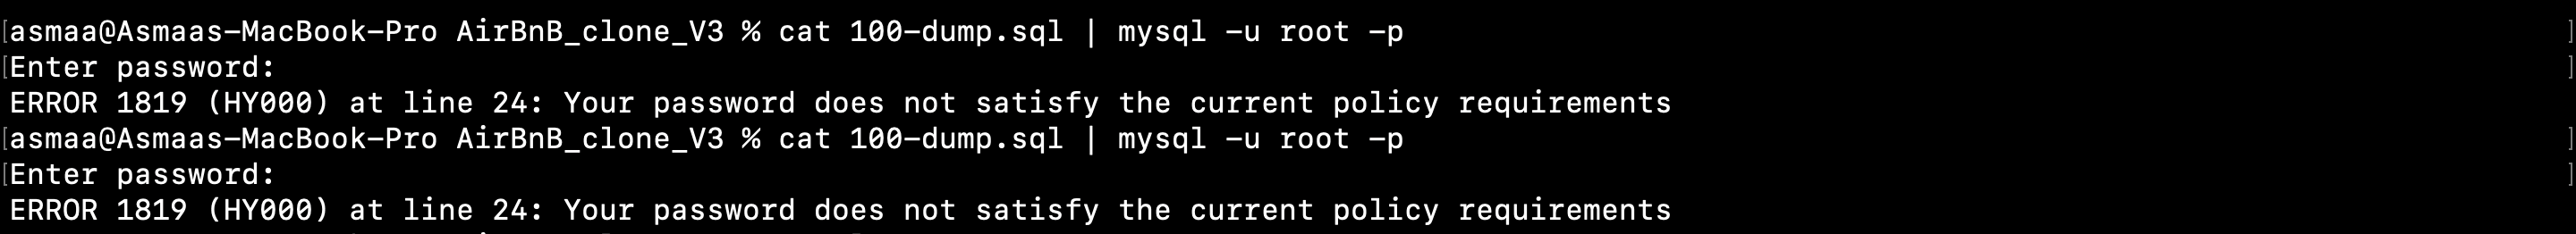 [asmaa@Asmaas-MacBook-Pro AirBnB_clone_V3 % cat 100-dump.sql | mysql -u root -p ]
[Enter password: ]
ERROR 1819 (HY000) at line 24: Your password does not satisfy the current policy requirements
[asmaa@Asmaas-MacBook-Pro AirBnB_clone_V3 % cat 100-dump.sql | mysql -u root -p ]
[Enter password: ]
ERROR 1819 (HY000) at line 24: Your password does not satisfy the current policy requirements